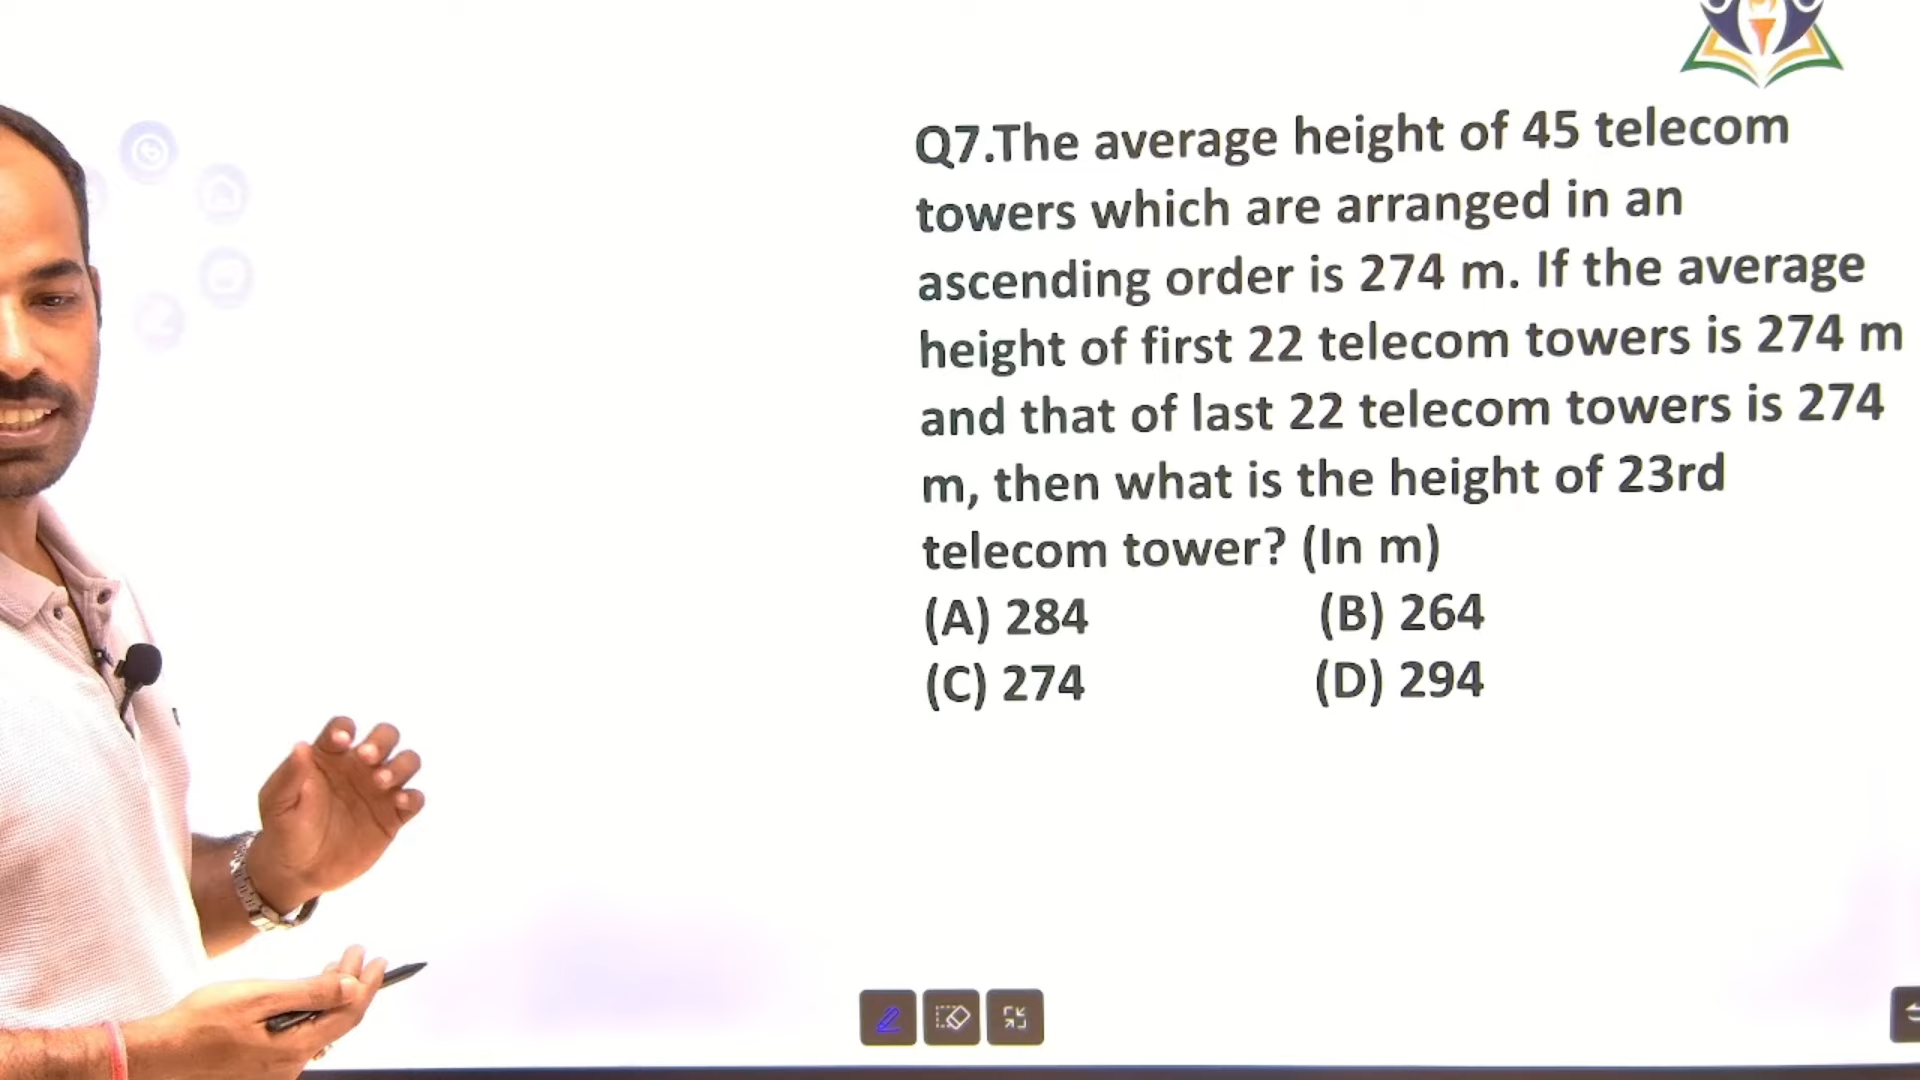 Q7.The average height of 45 telecom
towers which are arranged in an
ascending order is 274 m. If the average
height of first 22 telecom towers is 274 m
and that of last 22 telecom towers is 274
m, then what is the height of 23rd
telecom tower? (In m)
(A) 284 (B) 264
(C) 274 (D) 294